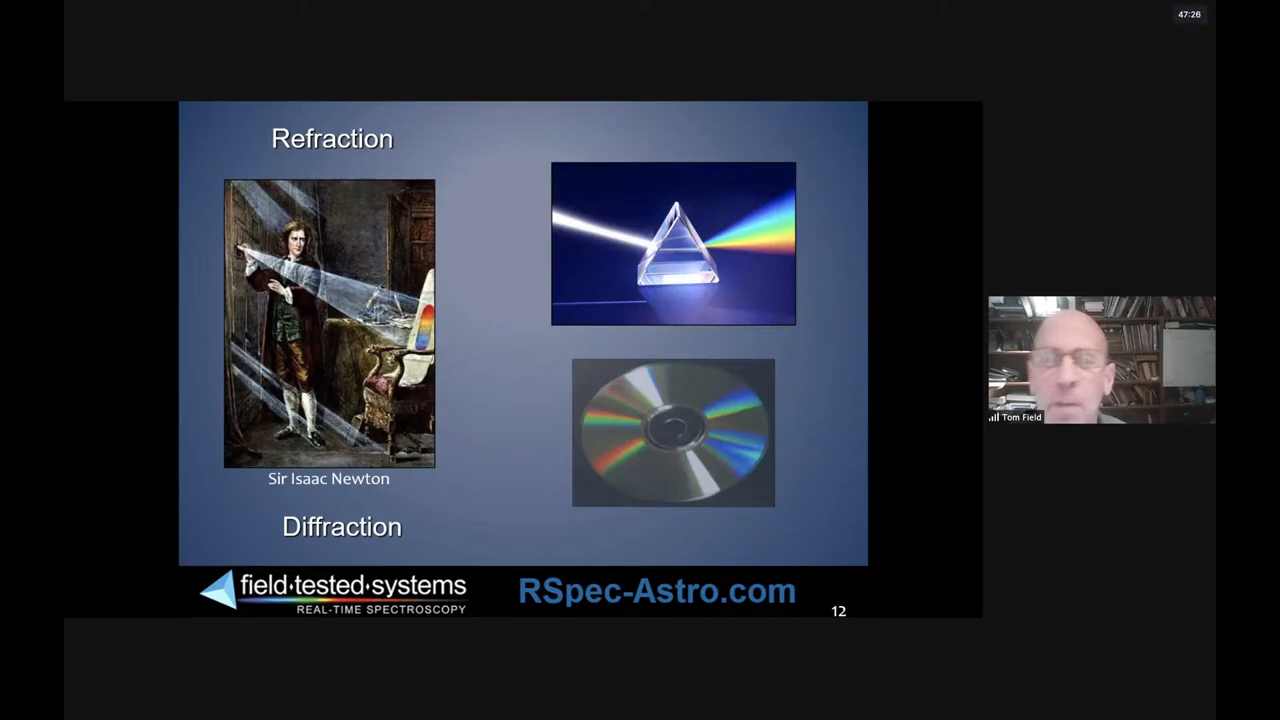 47:26
Refraction
Sir Isaac Newton
Diffraction
field·tested·systems
REAL-TIME SPECTROSCOPY
RSpec-Astro.com
12
Tom Field